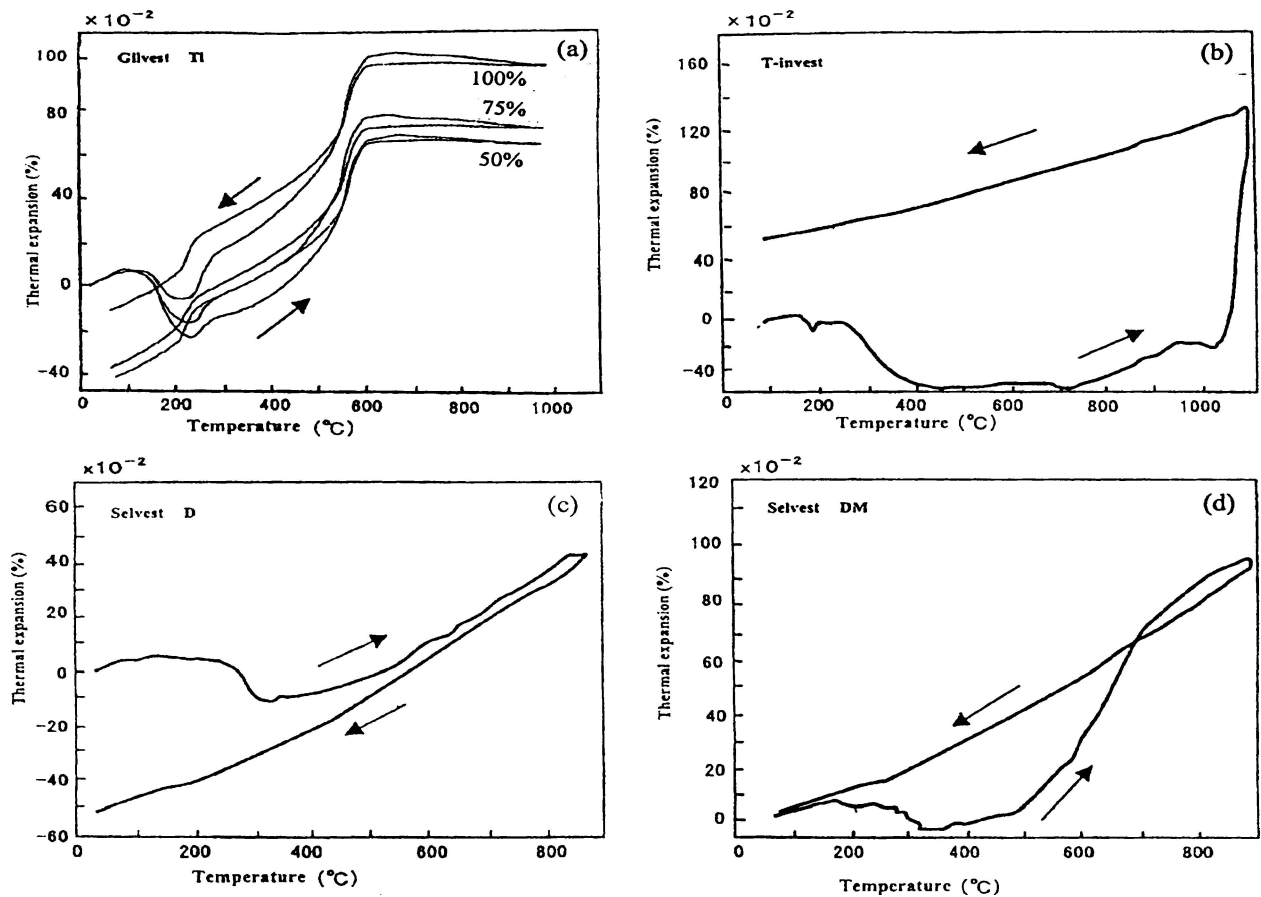 ×10⁻²
Gilvest TI
(a)
100
80
40
0
−40
100%
75%
50%
Thermal expansion (%)
0 200 400 600 800 1000
Temperature (°C)
×10⁻²
T-invest
(b)
160
120
80
40
0
−40
Thermal expansion (%)
0 200 400 600 800 1000
Temperature (°C)
×10⁻²
Selvest D
(c)
60
40
20
0
−20
−40
−60
Thermal expansion (%)
0 200 400 600 800
Temperature (°C)
×10⁻²
Selvest DM
(d)
120
100
80
60
40
20
0
Thermal expansion (%)
0 200 400 600 800
Temperature (°C)